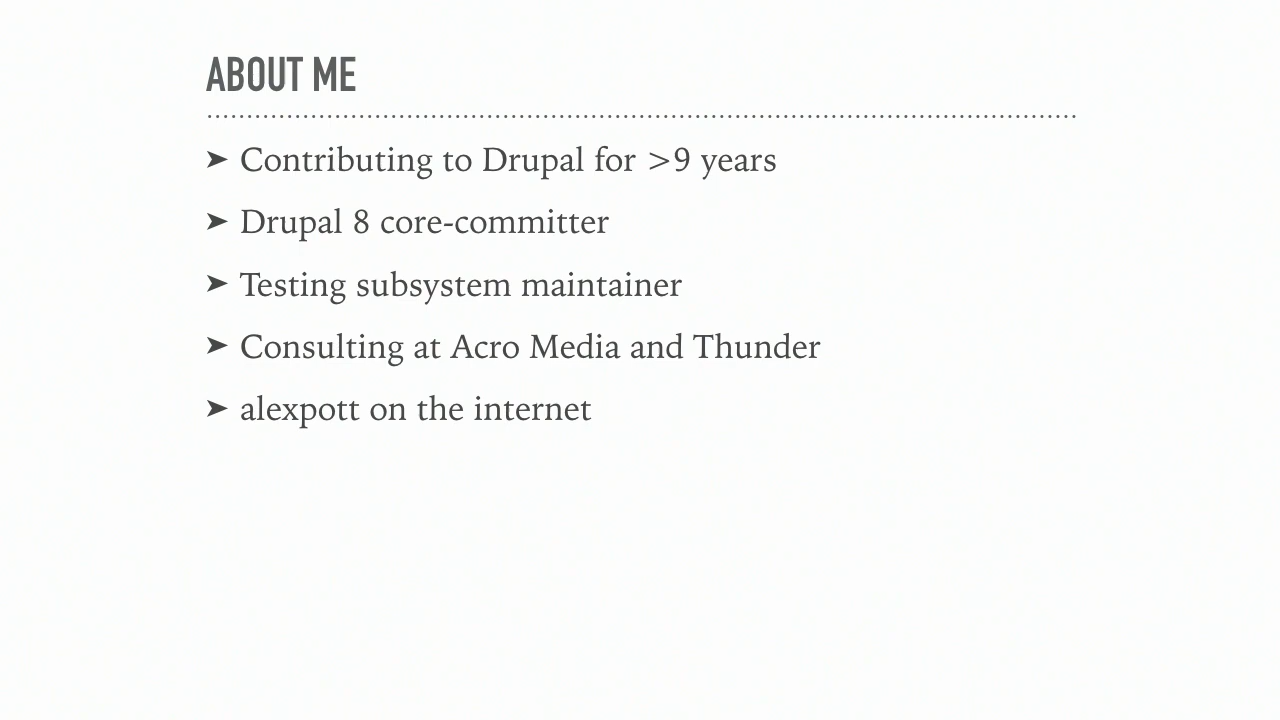 ABOUT ME
➤ Contributing to Drupal for >9 years
➤ Drupal 8 core-committer
➤ Testing subsystem maintainer
➤ Consulting at Acro Media and Thunder
➤ alexpott on the internet